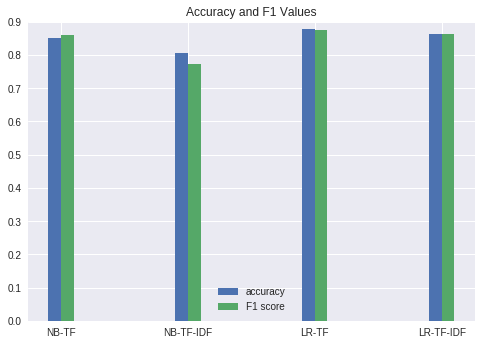 Accuracy and F1 Values
0.9
0.8
0.7
0.6
0.5
0.4
0.3
0.2
0.1
0.0
accuracy
F1 score
NB-TF
NB-TF-IDF
LR-TF
LR-TF-IDF